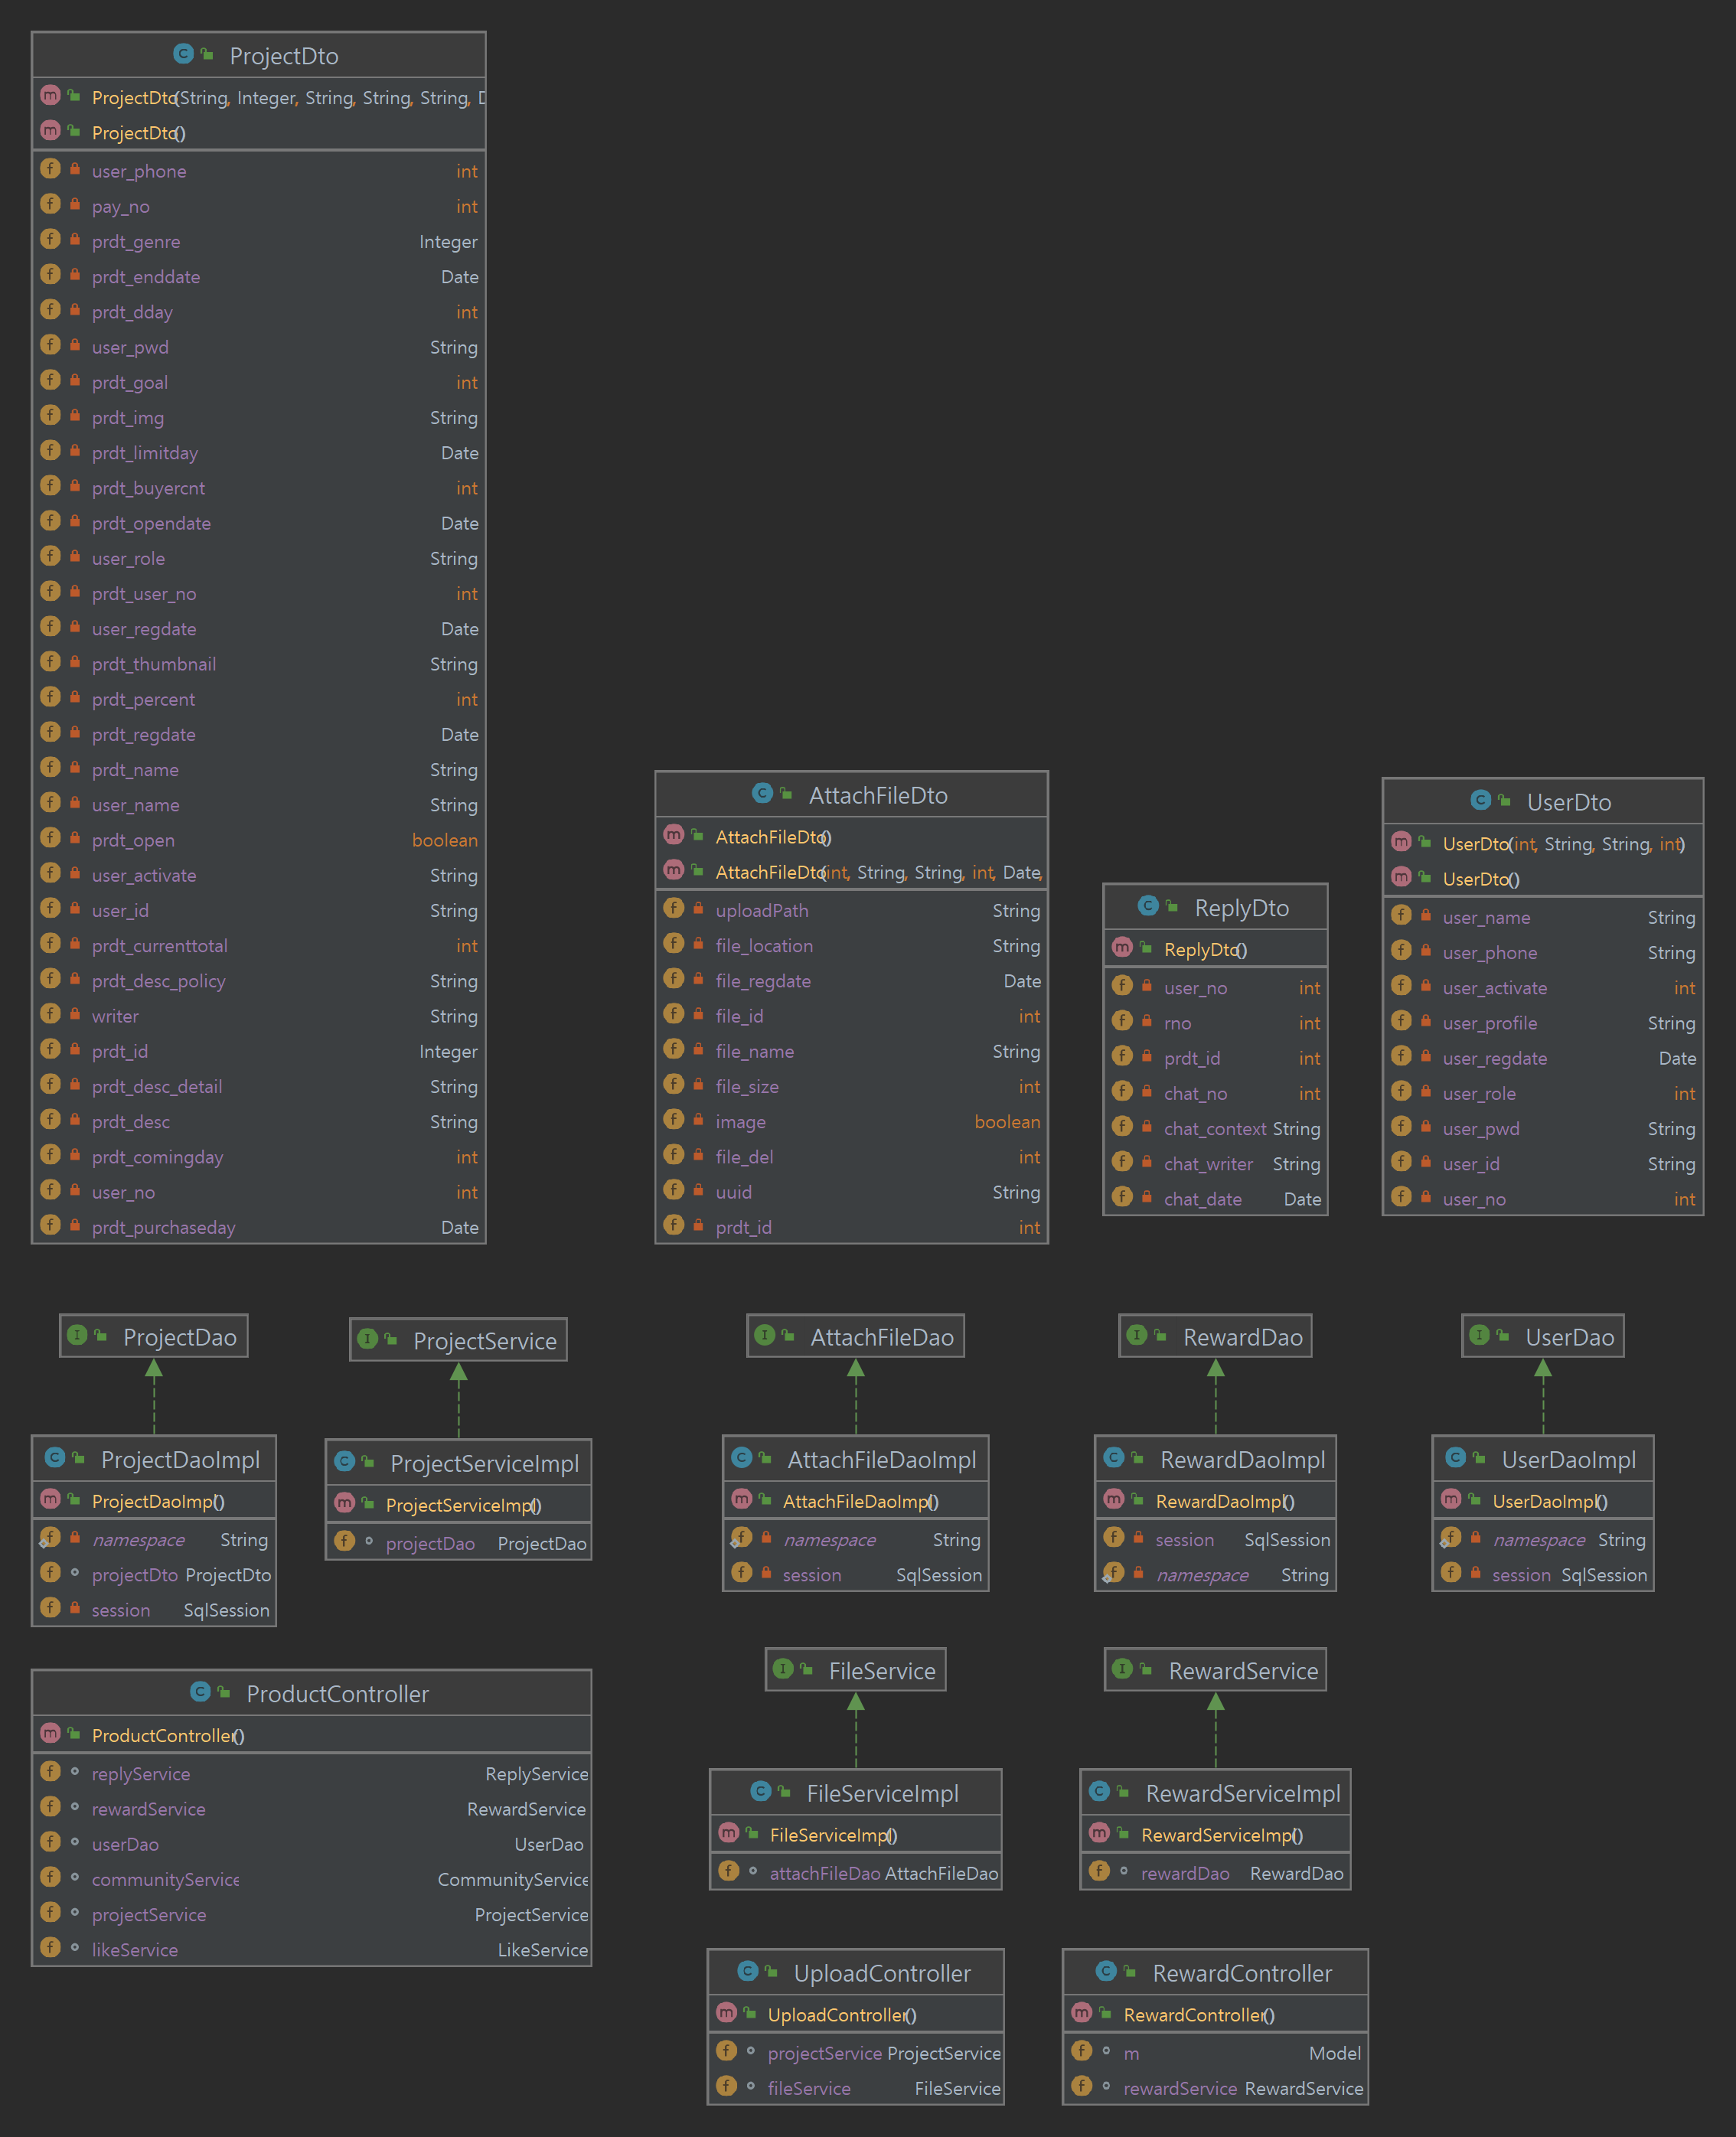 ProjectDto
ProjectDto(String, Integer, String, String, String, D
ProjectDto()
user_phone int
pay_no int
prdt_genre Integer
prdt_enddate Date
prdt_dday int
user_pwd String
prdt_goal int
prdt_img String
prdt_limitday Date
prdt_buyercnt int
prdt_opendate Date
user_role String
prdt_user_no int
user_regdate Date
prdt_thumbnail String
prdt_percent int
prdt_regdate Date
prdt_name String
user_name String
prdt_open boolean
user_activate String
user_id String
prdt_currenttotal int
prdt_desc_policy String
writer String
prdt_id Integer
prdt_desc_detail String
prdt_desc String
prdt_comingday int
user_no int
prdt_purchaseday Date
AttachFileDto
AttachFileDto()
AttachFileDto(int, String, String, int, Date,
uploadPath String
file_location String
file_regdate Date
file_id int
file_name String
file_size int
image boolean
file_del int
uuid String
prdt_id int
ReplyDto
ReplyDto()
user_no int
rno int
prdt_id int
chat_no int
chat_context String
chat_writer String
chat_date Date
UserDto
UserDto(int, String, String, int)
UserDto()
user_name String
user_phone String
user_activate int
user_profile String
user_regdate Date
user_role int
user_pwd String
user_id String
user_no int
ProjectDao
ProjectService
AttachFileDao
RewardDao
UserDao
ProjectDaoImpl
ProjectDaoImpl()
namespace String
projectDto ProjectDto
session SqlSession
ProjectServiceImpl
ProjectServiceImpl()
projectDao ProjectDao
AttachFileDaoImpl
AttachFileDaoImpl()
namespace String
session SqlSession
RewardDaoImpl
RewardDaoImpl()
session SqlSession
namespace String
UserDaoImpl
UserDaoImpl()
namespace String
session SqlSession
ProductController
ProductController()
replyService ReplyService
rewardService RewardService
userDao UserDao
communityService CommunityService
projectService ProjectService
likeService LikeService
FileService
RewardService
FileServiceImpl
FileServiceImpl()
attachFileDao AttachFileDao
RewardServiceImpl
RewardServiceImpl()
rewardDao RewardDao
UploadController
UploadController()
projectService ProjectService
fileService FileService
RewardController
RewardController()
m Model
rewardService RewardService